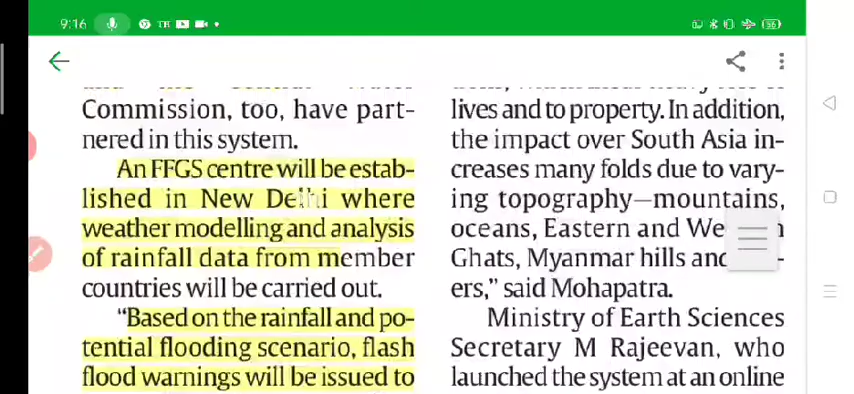 9:16
56
Commission, too, have part-
nered in this system.
An FFGS centre will be estab-
lished in New Delhi where
weather modelling and analysis
of rainfall data from member
countries will be carried out.
“Based on the rainfall and po-
tential flooding scenario, flash
flood warnings will be issued to
lives and to property. In addition,
the impact over South Asia in-
creases many folds due to vary-
ing topography—mountains,
oceans, Eastern and
Ghats, Myanmar hills
ers,” said Mohapatra.
Ministry of Earth Sciences
Secretary M Rajeevan, who
launched the system at an online